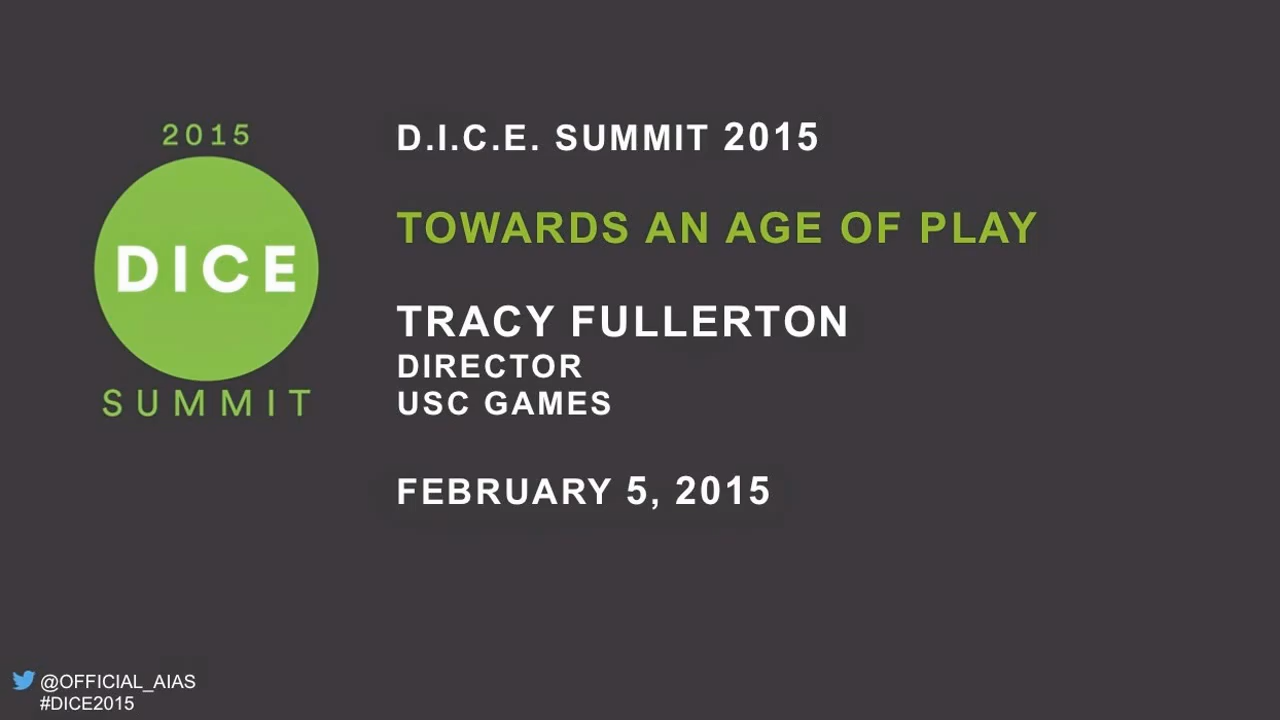 2015
DICE
SUMMIT
D.I.C.E. SUMMIT 2015
TOWARDS AN AGE OF PLAY
TRACY FULLERTON
DIRECTOR
USC GAMES
FEBRUARY 5, 2015
@OFFICIAL_AIAS
#DICE2015